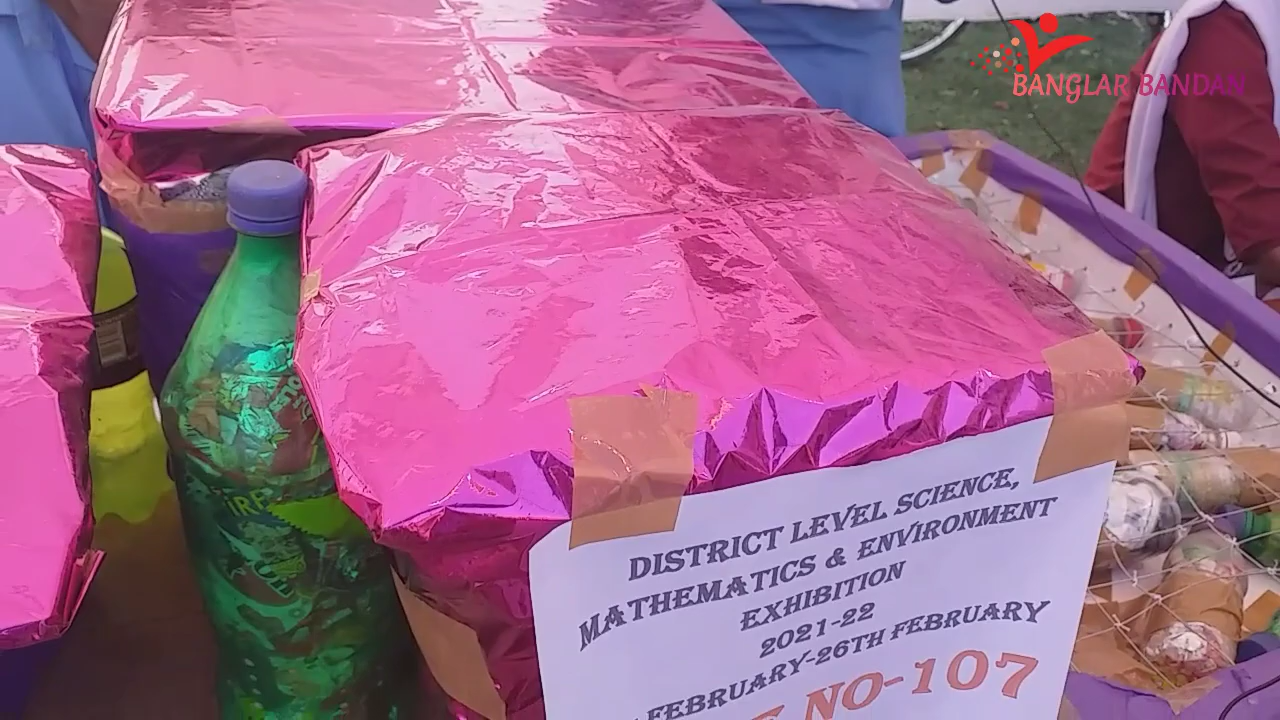 BANGLAR BANDAN
DISTRICT LEVEL SCIENCE,
MATHEMATICS & ENVIRONMENT
EXHIBITION
2021-22
FEBRUARY-26TH FEBRUARY
NO-107